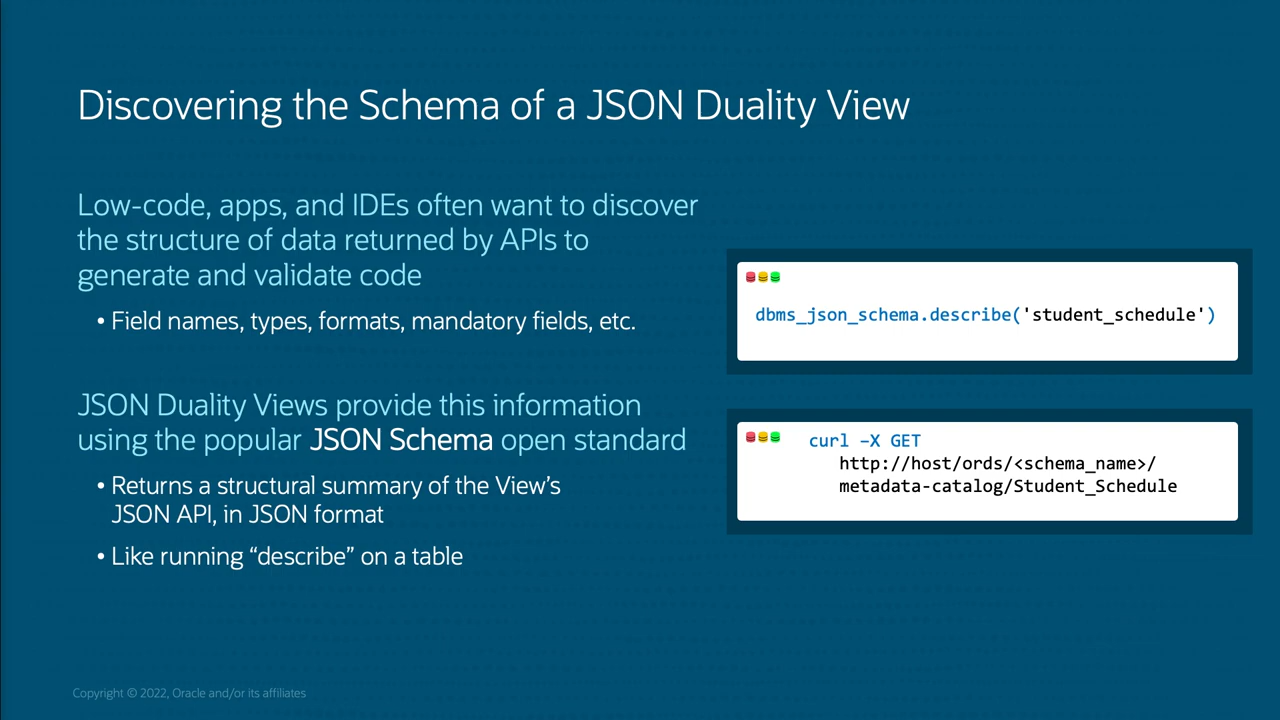 Discovering the Schema of a JSON Duality View
Low-code, apps, and IDEs often want to discover
the structure of data returned by APIs to
generate and validate code
• Field names, types, formats, mandatory fields, etc.
JSON Duality Views provide this information
using the popular JSON Schema open standard
• Returns a structural summary of the View’s
JSON API, in JSON format
• Like running “describe” on a table
dbms_json_schema.describe('student_schedule')
curl –X GET
http://host/ords/<schema_name>/
metadata-catalog/Student_Schedule
Copyright © 2022, Oracle and/or its affiliates